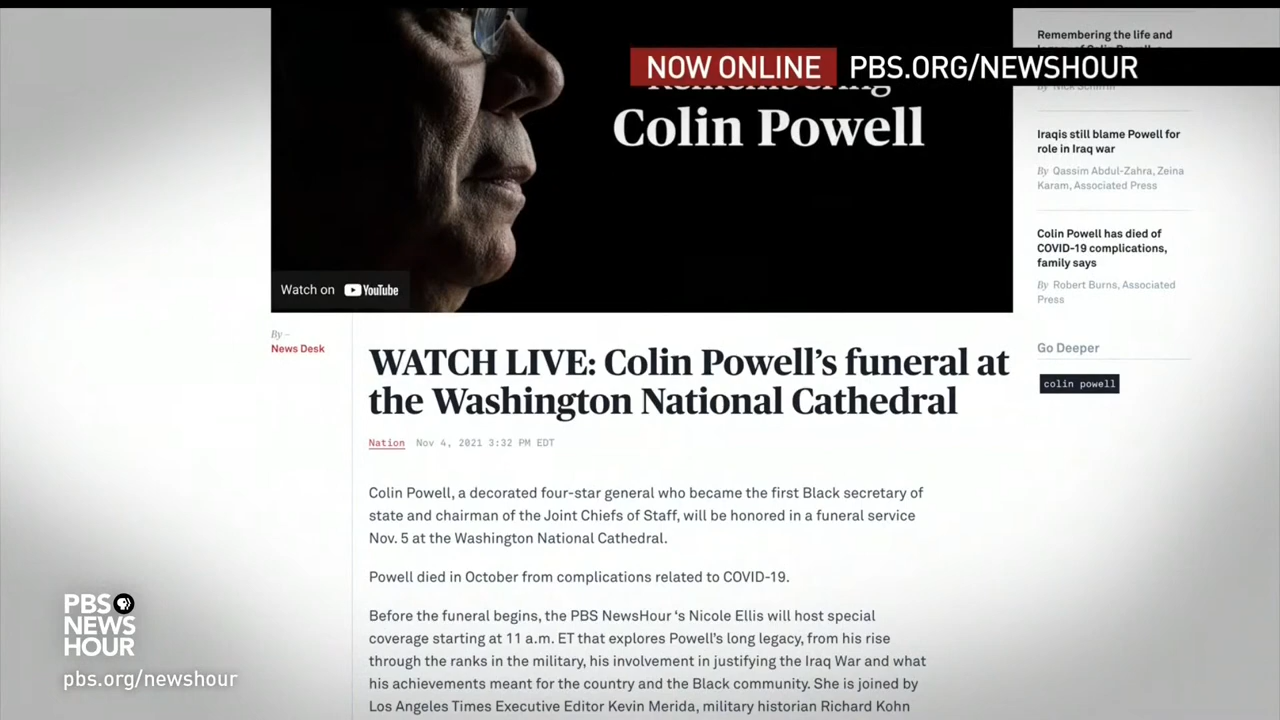 Remembering the life and
NOW ONLINE PBS.ORG/NEWSHOUR
Remembering
Colin Powell
By Nick Schifrin
Iraqis still blame Powell for
role in Iraq war
By Qassim Abdul-Zahra, Zeina
Karam, Associated Press
Colin Powell has died of
COVID-19 complications,
family says
By Robert Burns, Associated
Press
Watch on YouTube
Go Deeper
colin powell
By –
News Desk
WATCH LIVE: Colin Powell’s funeral at
the Washington National Cathedral
Nation Nov 4, 2021 3:32 PM EDT
Colin Powell, a decorated four-star general who became the first Black secretary of
state and chairman of the Joint Chiefs of Staff, will be honored in a funeral service
Nov. 5 at the Washington National Cathedral.
Powell died in October from complications related to COVID-19.
Before the funeral begins, the PBS NewsHour ‘s Nicole Ellis will host special
coverage starting at 11 a.m. ET that explores Powell’s long legacy, from his rise
through the ranks in the military, his involvement in justifying the Iraq War and what
his achievements meant for the country and the Black community. She is joined by
Los Angeles Times Executive Editor Kevin Merida, military historian Richard Kohn
PBS
NEWS
HOUR
pbs.org/newshour